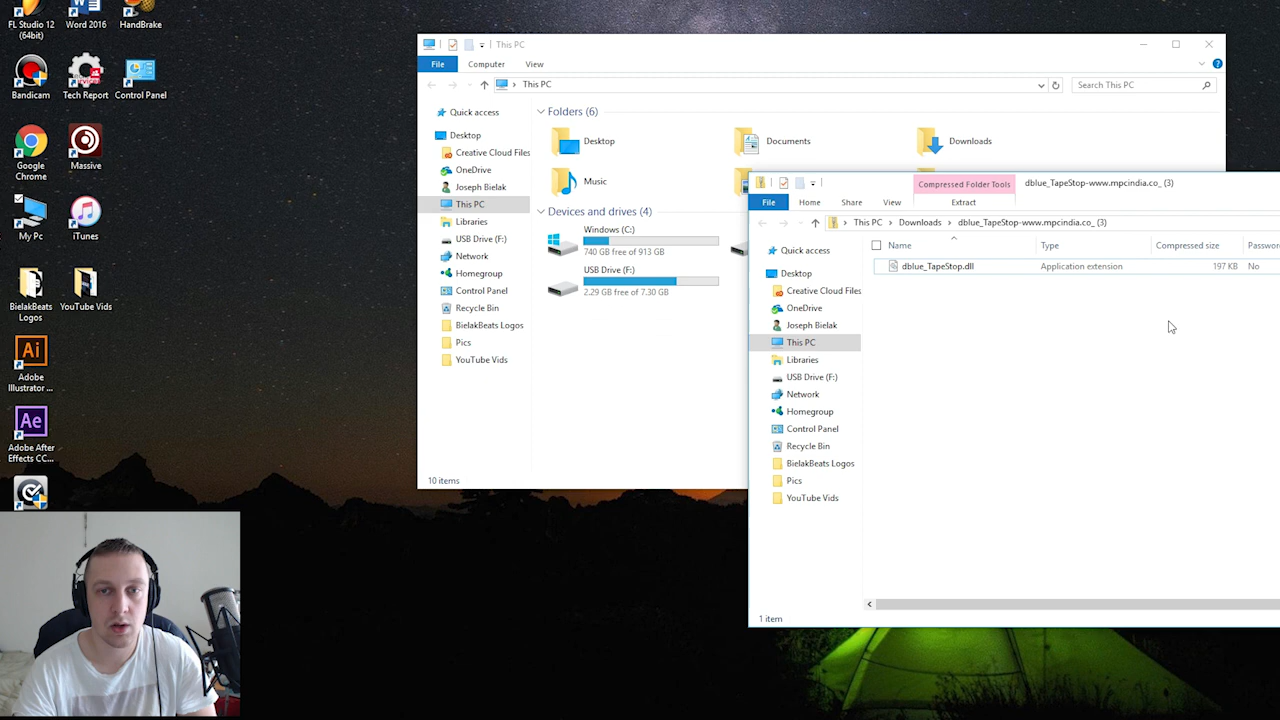 FL Studio 12
(64bit)
Word 2016
HandBrake
Bandicam
Tech Report
Control Panel
Google
Chrome
Massive
My PC
iTunes
BielakBeats
Logos
YouTube Vids
Ai
Adobe
Illustrator ...
Ae
Adobe After
Effects CC...
This PC
File
Computer
View
This PC
Search This PC
Quick access
Desktop
Creative Cloud Files
OneDrive
Joseph Bielak
This PC
Libraries
USB Drive (F:)
Network
Homegroup
Control Panel
Recycle Bin
BielakBeats Logos
Pics
YouTube Vids
Folders (6)
Desktop
Documents
Downloads
Music
Devices and drives (4)
Windows (C:)
740 GB free of 913 GB
USB Drive (F:)
2.29 GB free of 7.30 GB
10 items
Compressed Folder Tools
dblue_TapeStop-www.mpcindia.co_ (3)
File
Home
Share
View
Extract
This PC
Downloads
dblue_TapeStop-www.mpcindia.co_ (3)
Quick access
Desktop
Creative Cloud Files
OneDrive
Joseph Bielak
This PC
Libraries
USB Drive (F:)
Network
Homegroup
Control Panel
Recycle Bin
BielakBeats Logos
Pics
YouTube Vids
Name
Type
Compressed size
Passwo
dblue_TapeStop.dll
Application extension
197 KB
No
1 item